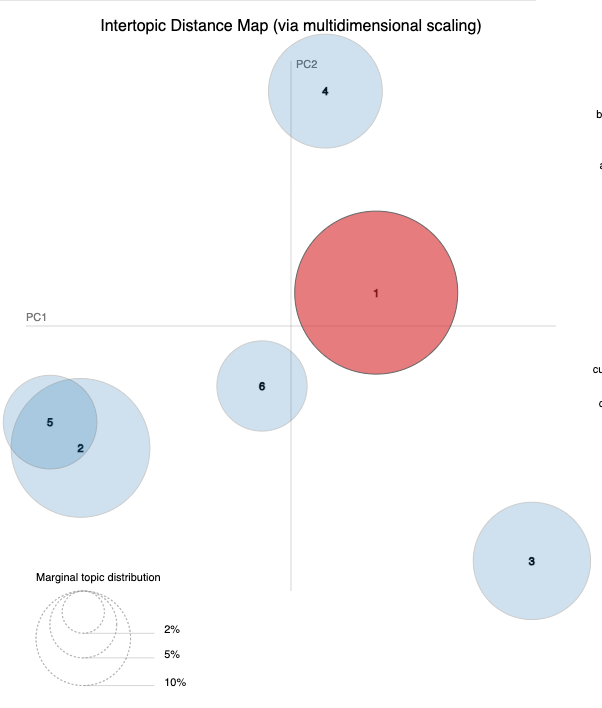 Intertopic Distance Map (via multidimensional scaling)
PC2
4
1
PC1
6
5
2
3
Marginal topic distribution
2%
5%
10%